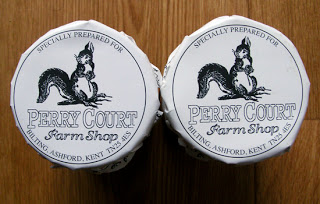 SPECIALLY PREPARED FOR
PERRY COURT
Farm Shop
BILTING, ASHFORD, KENT TN25 4ES
SPECIALLY PREPARED FOR
PERRY COURT
Farm Shop
BILTING, ASHFORD, KENT TN25 4ES